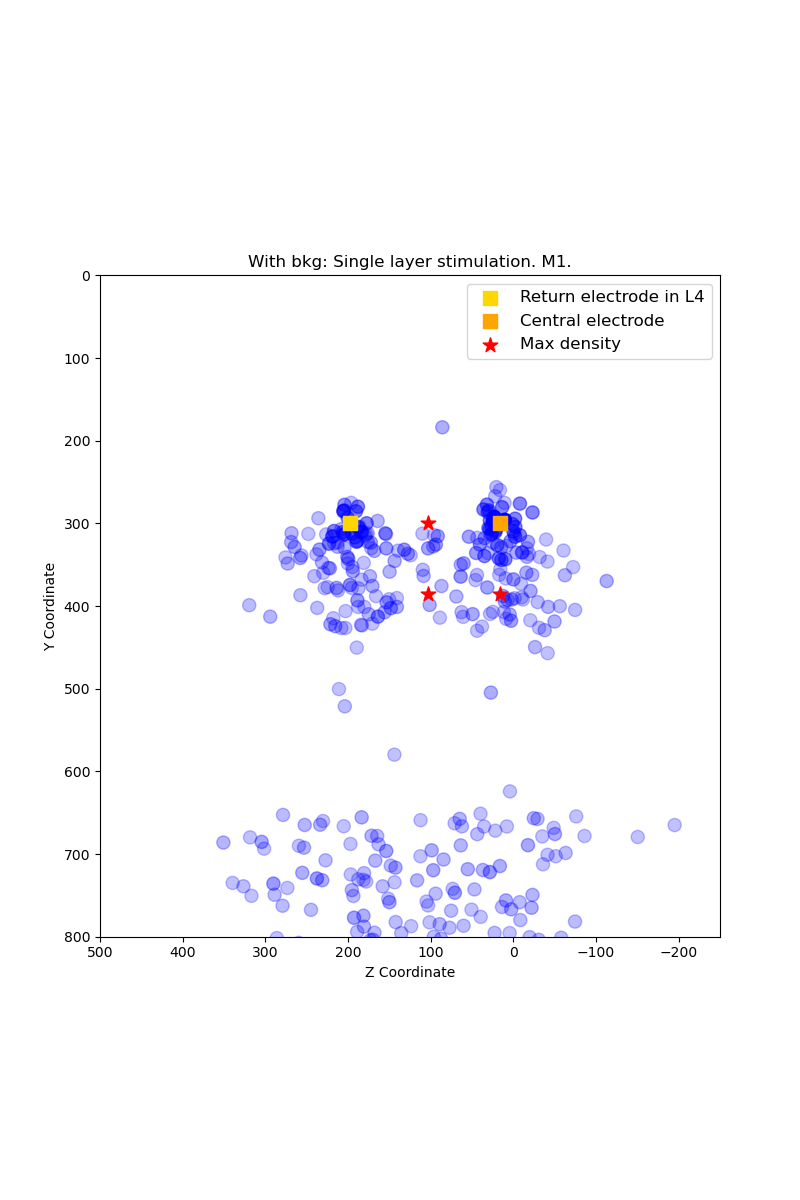 With bkg: Single layer stimulation. M1.
Return electrode in L4
Central electrode
Max density
0
100
200
300
400
500
600
700
800
Y Coordinate
500 400 300 200 100 0 −100 −200
Z Coordinate